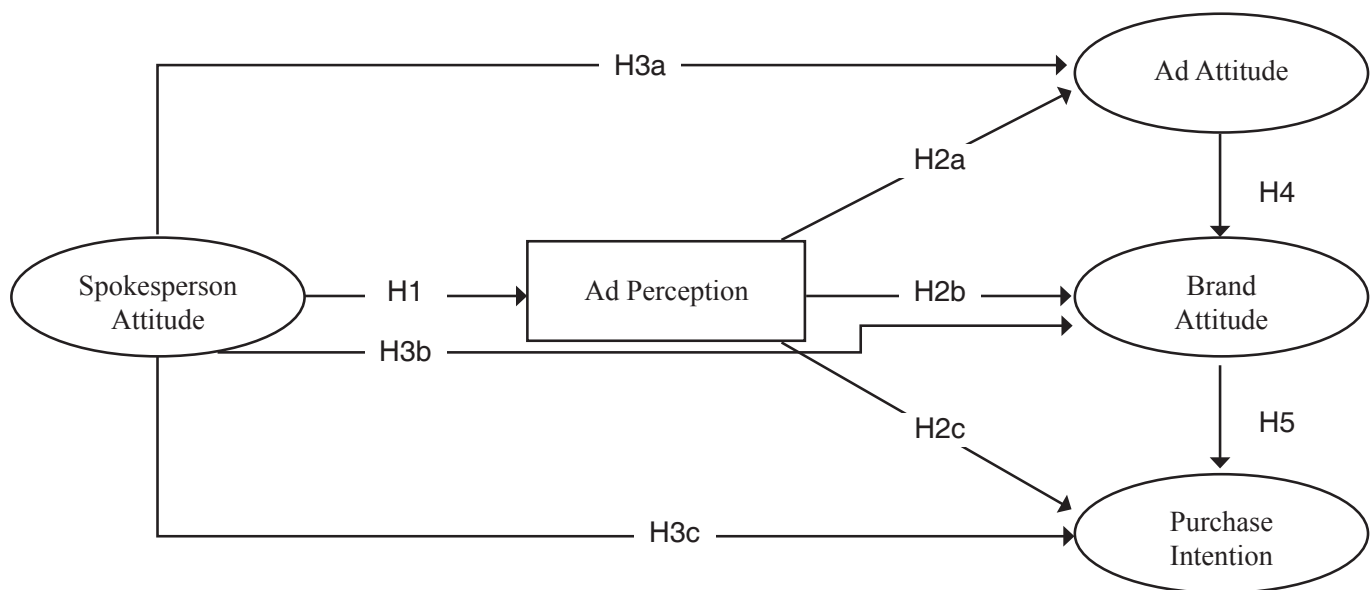 H3a
Ad Attitude
H2a
H4
Spokesperson
Attitude
H1
Ad Perception
H2b
Brand
Attitude
H3b
H2c
H5
H3c
Purchase
Intention